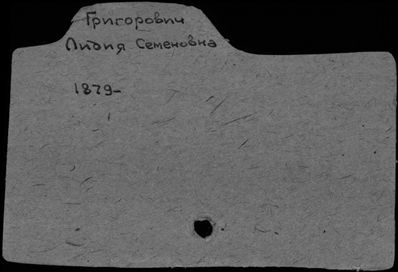 Григорович
Лидия Семеновна
1879-